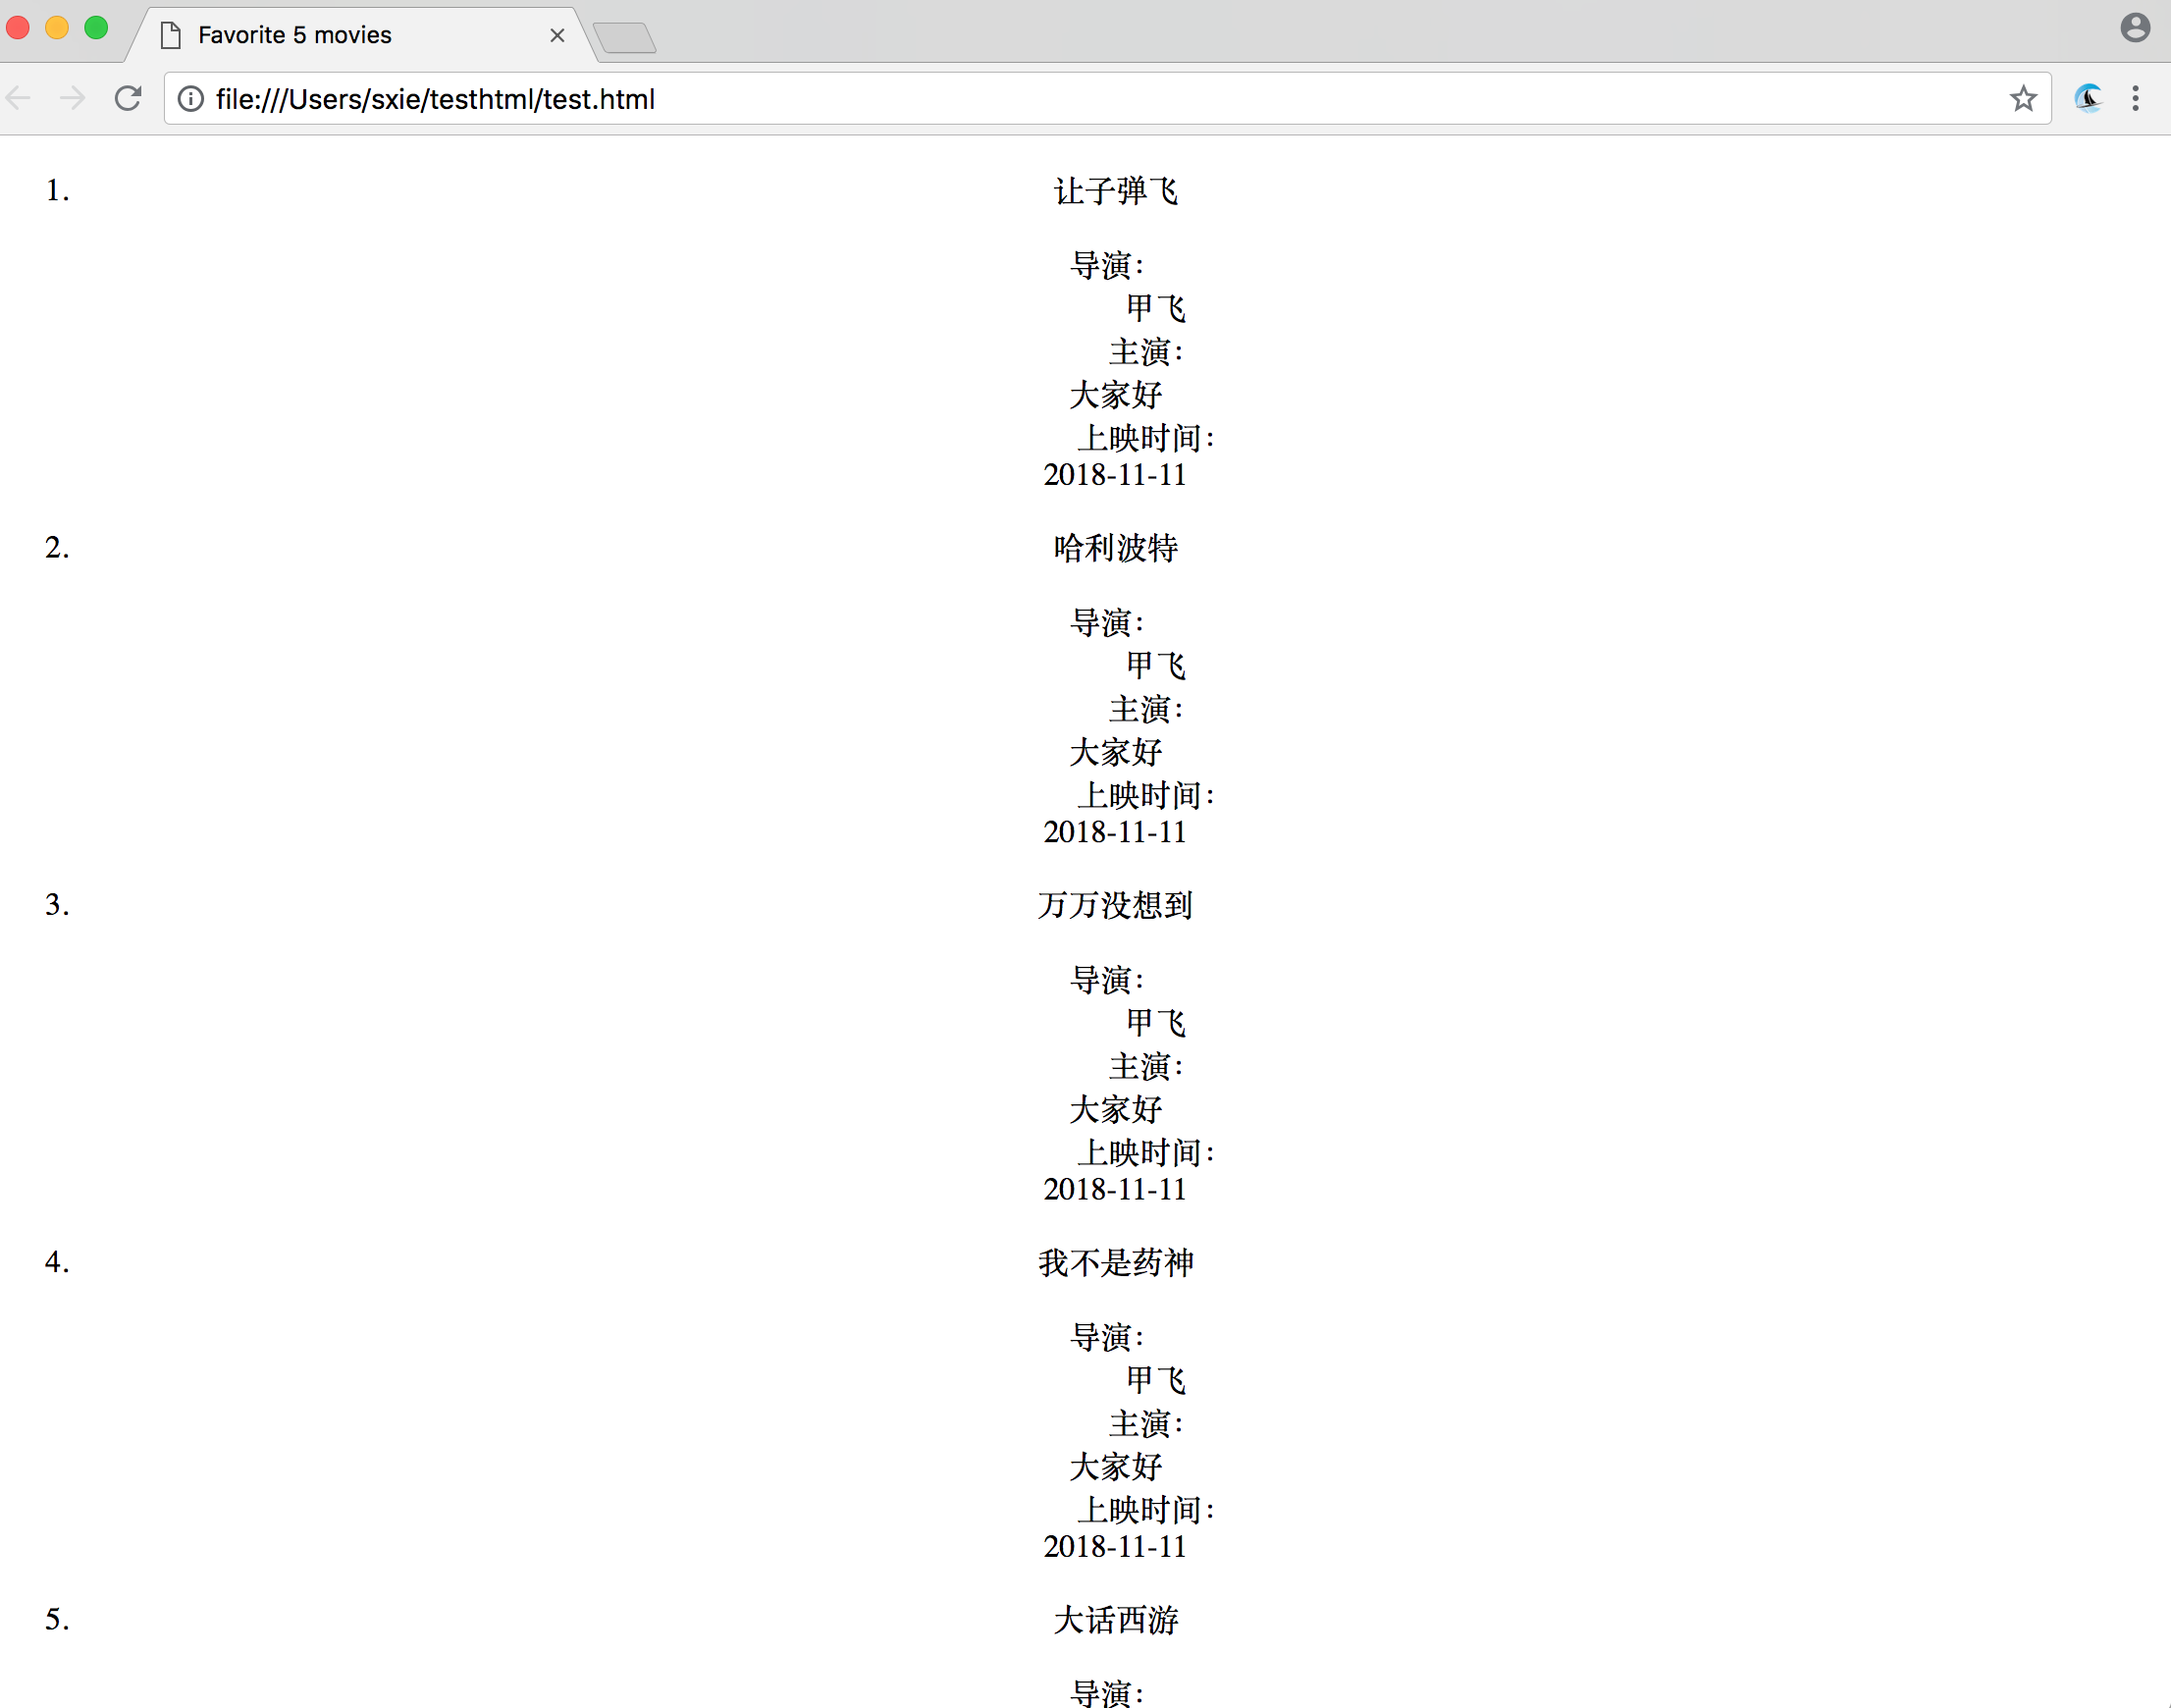 Favorite 5 movies
file:///Users/sxie/testhtml/test.html
1. 让子弹飞
导演：
甲飞
主演：
大家好
上映时间：
2018-11-11
2. 哈利波特
导演：
甲飞
主演：
大家好
上映时间：
2018-11-11
3. 万万没想到
导演：
甲飞
主演：
大家好
上映时间：
2018-11-11
4. 我不是药神
导演：
甲飞
主演：
大家好
上映时间：
2018-11-11
5. 大话西游
导演：